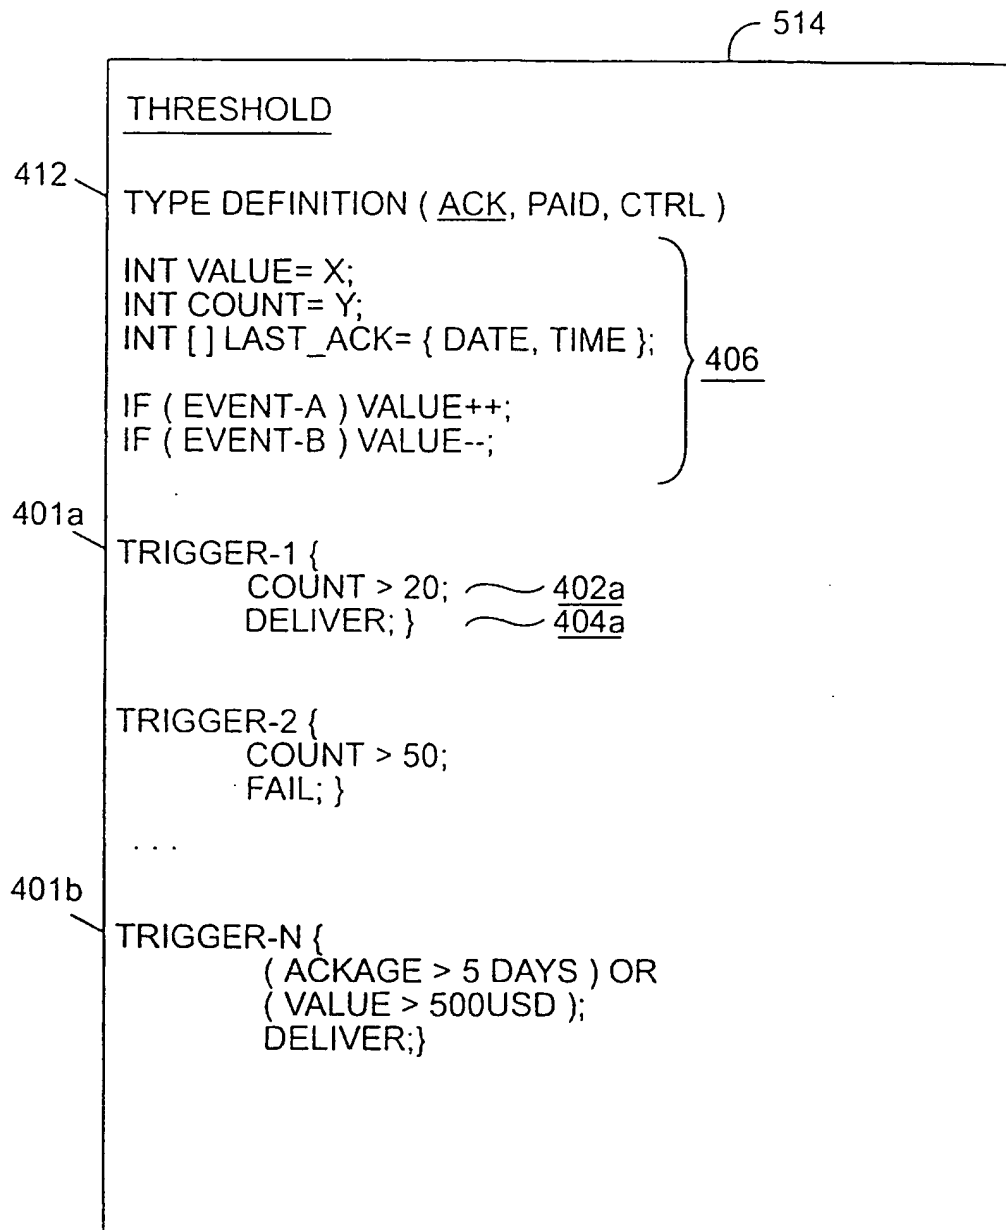 514
THRESHOLD
412
TYPE DEFINITION ( ACK, PAID, CTRL )
INT VALUE= X;
INT COUNT= Y;
INT [ ] LAST_ACK= { DATE, TIME };
406
IF ( EVENT-A ) VALUE++;
IF ( EVENT-B ) VALUE--;
401a
TRIGGER-1 {
COUNT > 20; 402a
DELIVER; } 404a
TRIGGER-2 {
COUNT > 50;
FAIL; }
. . .
401b
TRIGGER-N {
( ACKAGE > 5 DAYS ) OR
( VALUE > 500USD );
DELIVER;}